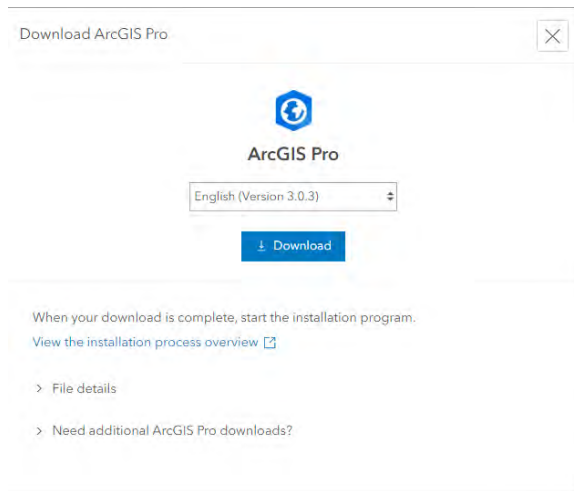 Download ArcGIS Pro
ArcGIS Pro
English (Version 3.0.3)
Download
When your download is complete, start the installation program.
View the installation process overview
File details
Need additional ArcGIS Pro downloads?